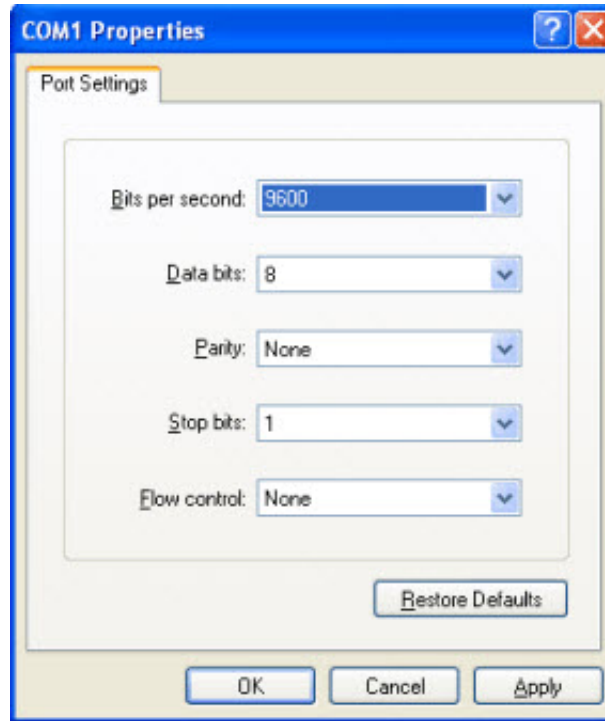 COM1 Properties
Port Settings
Bits per second: 9600
Data bits: 8
Parity: None
Stop bits: 1
Flow control: None
Restore Defaults
OK Cancel Apply